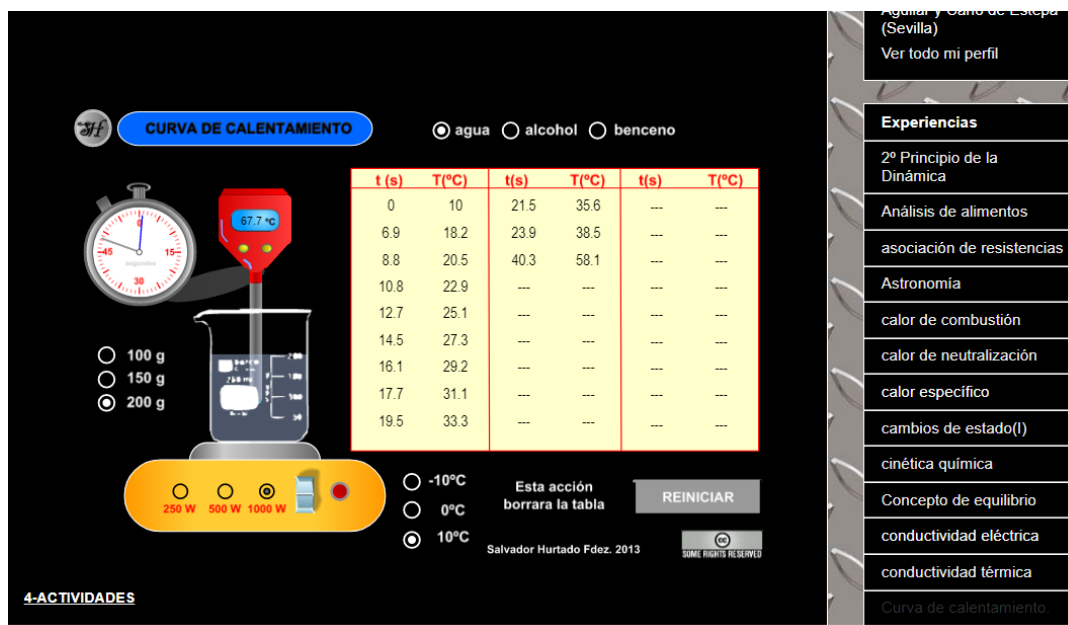 (Sevilla)
Ver todo mi perfil
CURVA DE CALENTAMIENTO
agua alcohol benceno
t (s) T(ºC) t(s) T(ºC) t(s) T(ºC)
0 10 21.5 35.6 --- ---
6.9 18.2 23.9 38.5 --- ---
8.8 20.5 40.3 58.1 --- ---
10.8 22.9 --- --- --- ---
12.7 25.1 --- --- --- ---
14.5 27.3 --- --- --- ---
16.1 29.2 --- --- --- ---
17.7 31.1 --- --- --- ---
19.5 33.3 --- --- --- ---
67.7 ºC
0
45
15
30
segundos
100 g
150 g
200 g
250 W 500 W 1000 W
-10ºC
0ºC
10ºC
Esta acción
borrara la tabla
REINICIAR
Salvador Hurtado Fdez. 2013
cc
SOME RIGHTS RESERVED
4-ACTIVIDADES
Experiencias
2º Principio de la
Dinámica
Análisis de alimentos
asociación de resistencias
Astronomía
calor de combustión
calor de neutralización
calor específico
cambios de estado(I)
cinética química
Concepto de equilibrio
conductividad eléctrica
conductividad térmica
Curva de calentamiento.